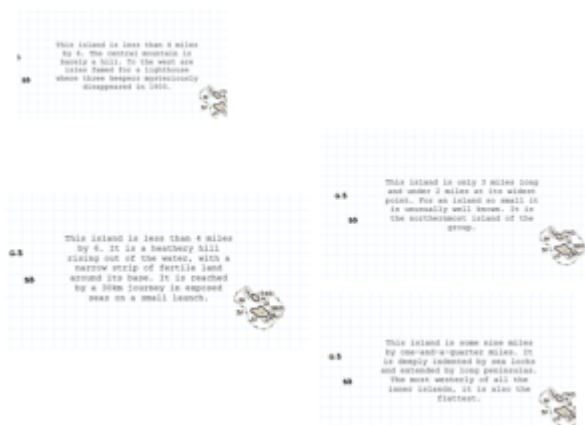 This island is less than 6 miles
by 4. The central mountain is
barely a hill. To the west are
isles famed for a lighthouse
where three keepers mysteriously
disappeared in 1900.
This island is only 3 miles long
and under 2 miles at its widest
point. For an island so small it
is unusually well known. It is
the northernmost island of the
group.
This island is less than 4 miles
by 6. It is a heathery hill
rising out of the water, with a
narrow strip of fertile land
around its base. It is reached
by a 30km journey in exposed
seas on a small launch.
This island is some nine miles
by one-and-a-quarter miles. It
is deeply indented by sea lochs
and extended by long peninsulas.
The most westerly of all the
inner islands, it is also the
flattest.